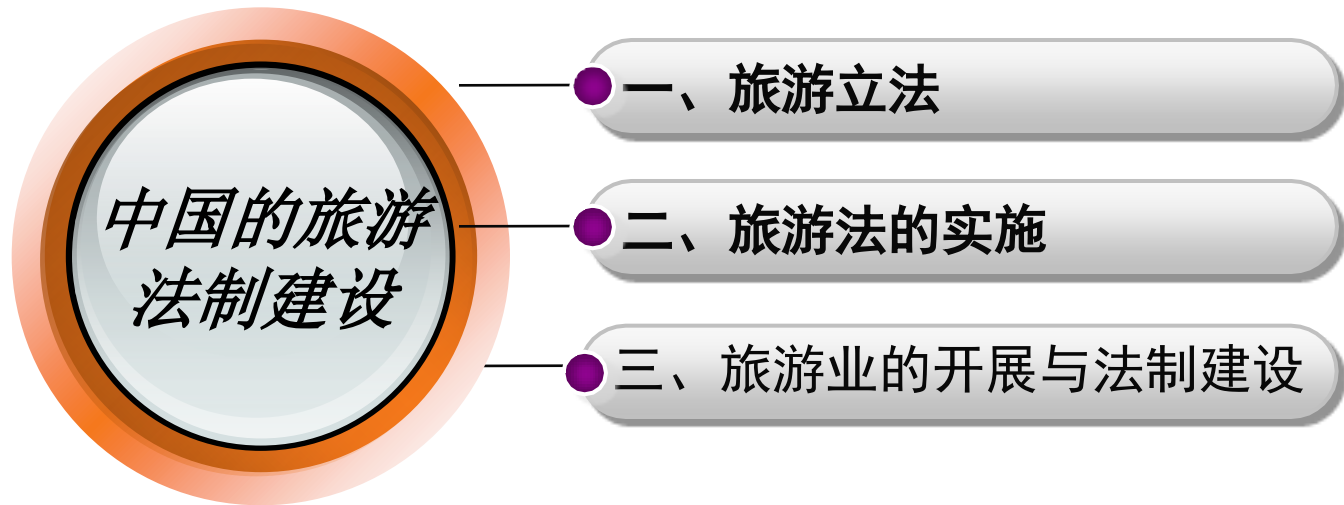 中国的旅游
法制建设
一、旅游立法
二、旅游法的实施
三、旅游业的开展与法制建设